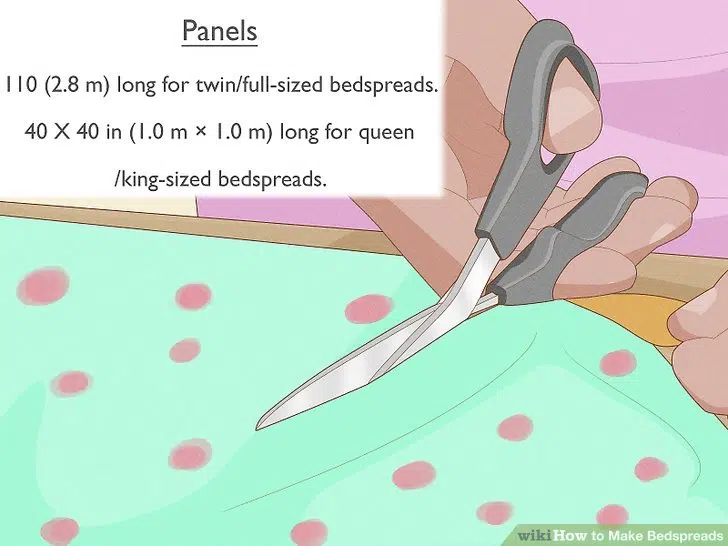 Panels
110 (2.8 m) long for twin/full-sized bedspreads.
40 X 40 in (1.0 m × 1.0 m) long for queen
/king-sized bedspreads.
wikiHow to Make Bedspreads